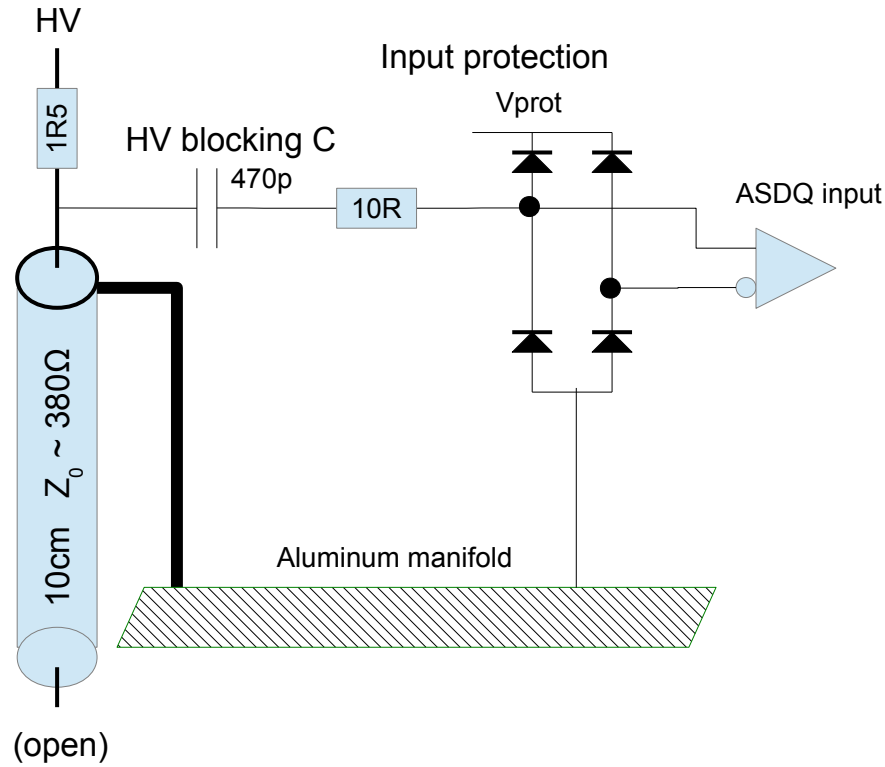 HV
1R5
HV blocking C
470p
10R
Input protection
Vprot
ASDQ input
10cm Z₀ ~ 380Ω
Aluminum manifold
(open)